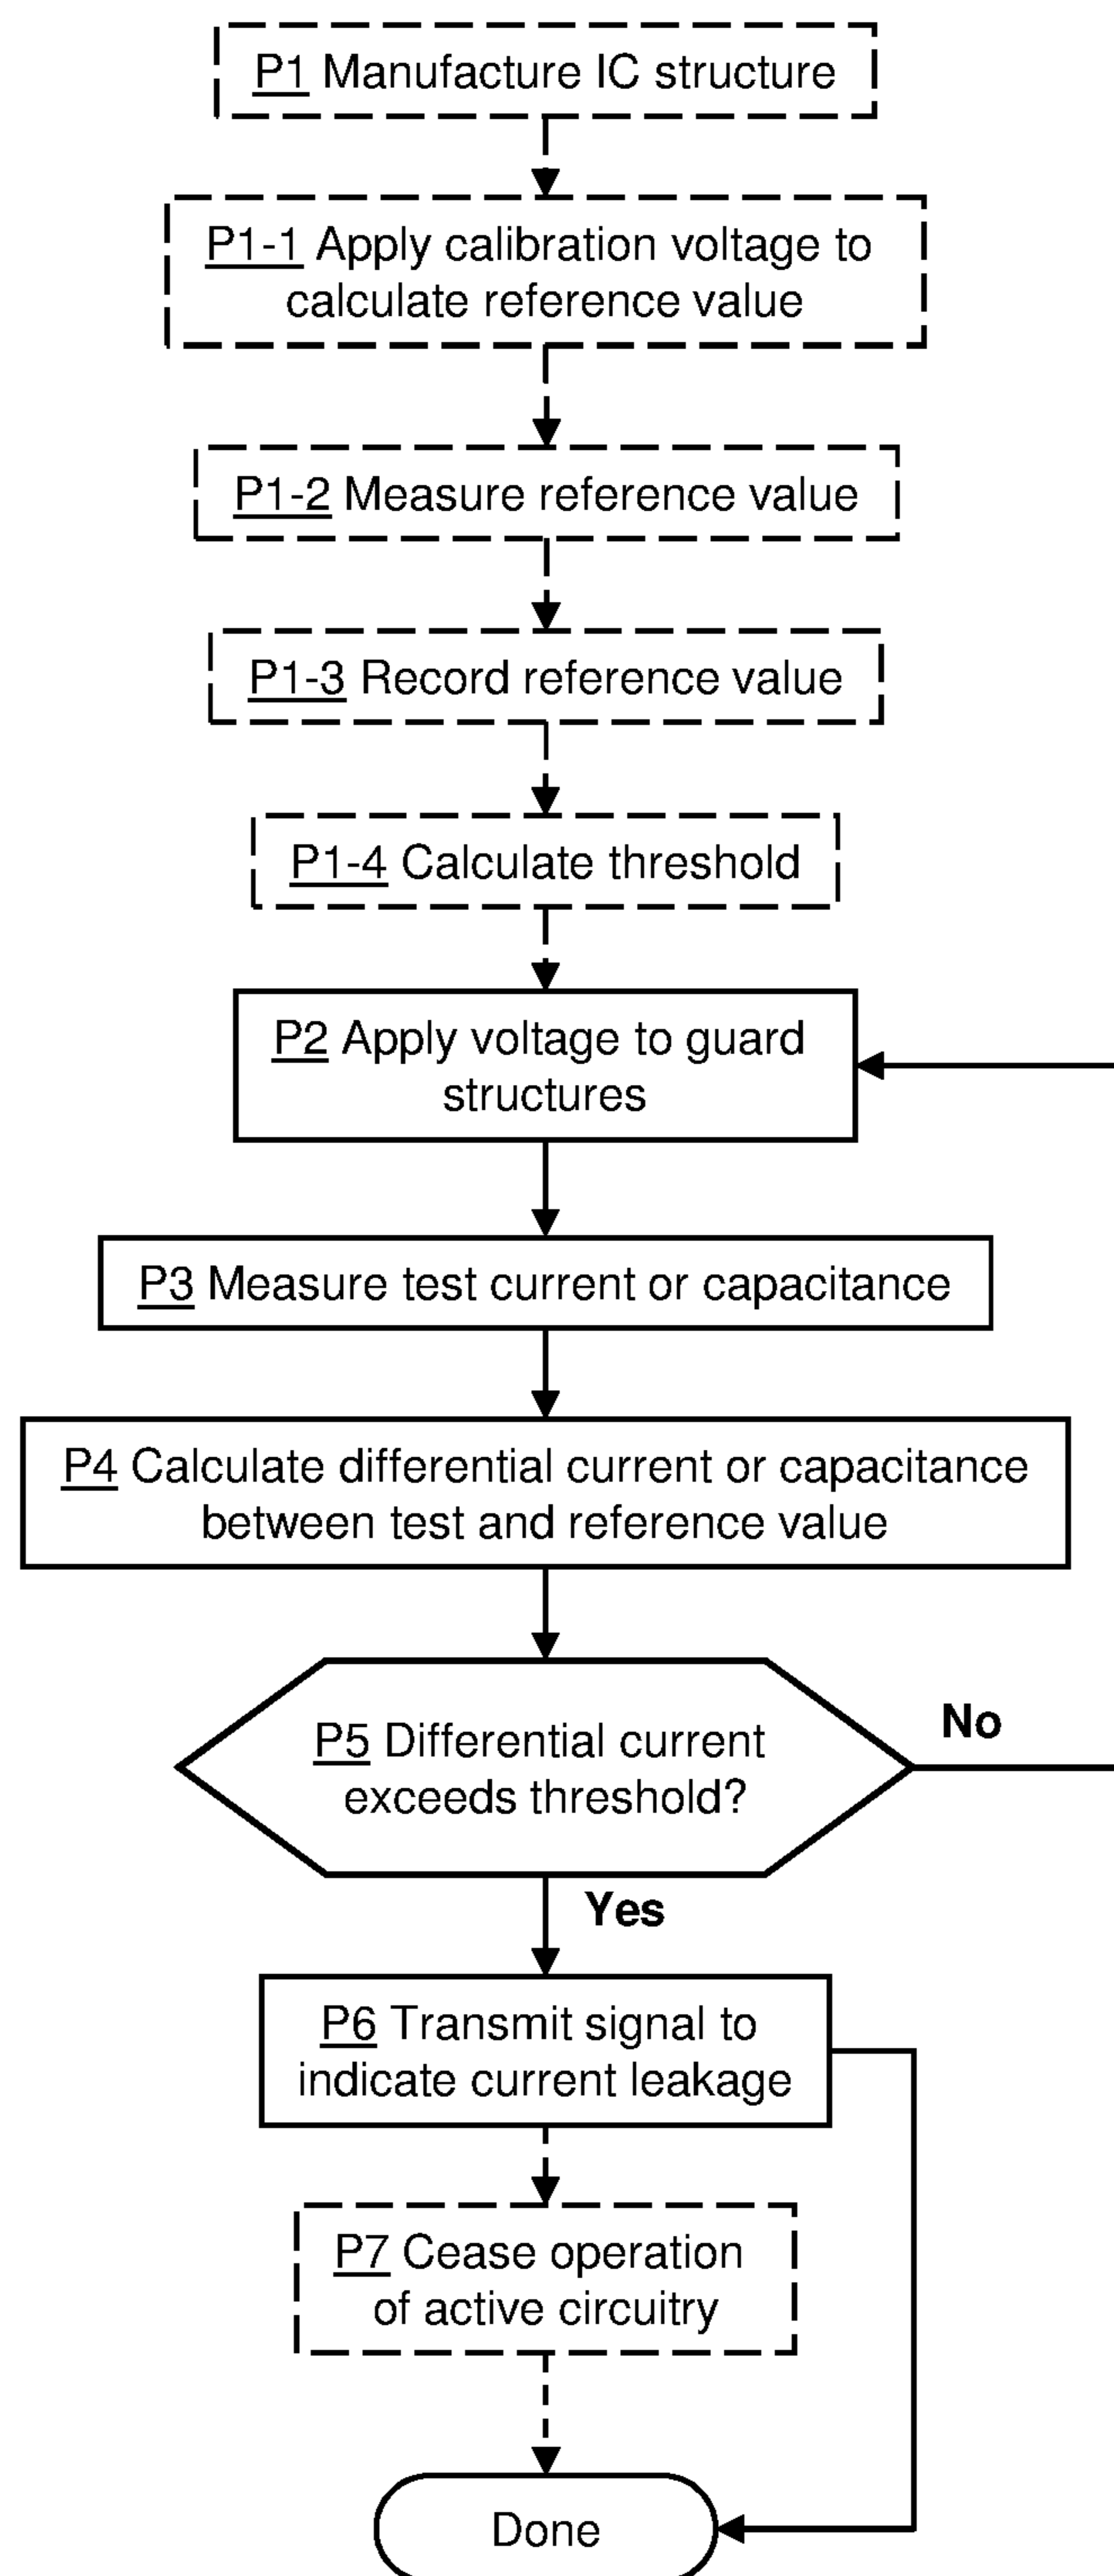 P1 Manufacture IC structure
P1-1 Apply calibration voltage to
calculate reference value
P1-2 Measure reference value
P1-3 Record reference value
P1-4 Calculate threshold
P2 Apply voltage to guard
structures
P3 Measure test current or capacitance
P4 Calculate differential current or capacitance
between test and reference value
No
P5 Differential current
exceeds threshold?
Yes
P6 Transmit signal to
indicate current leakage
P7 Cease operation
of active circuitry
Done